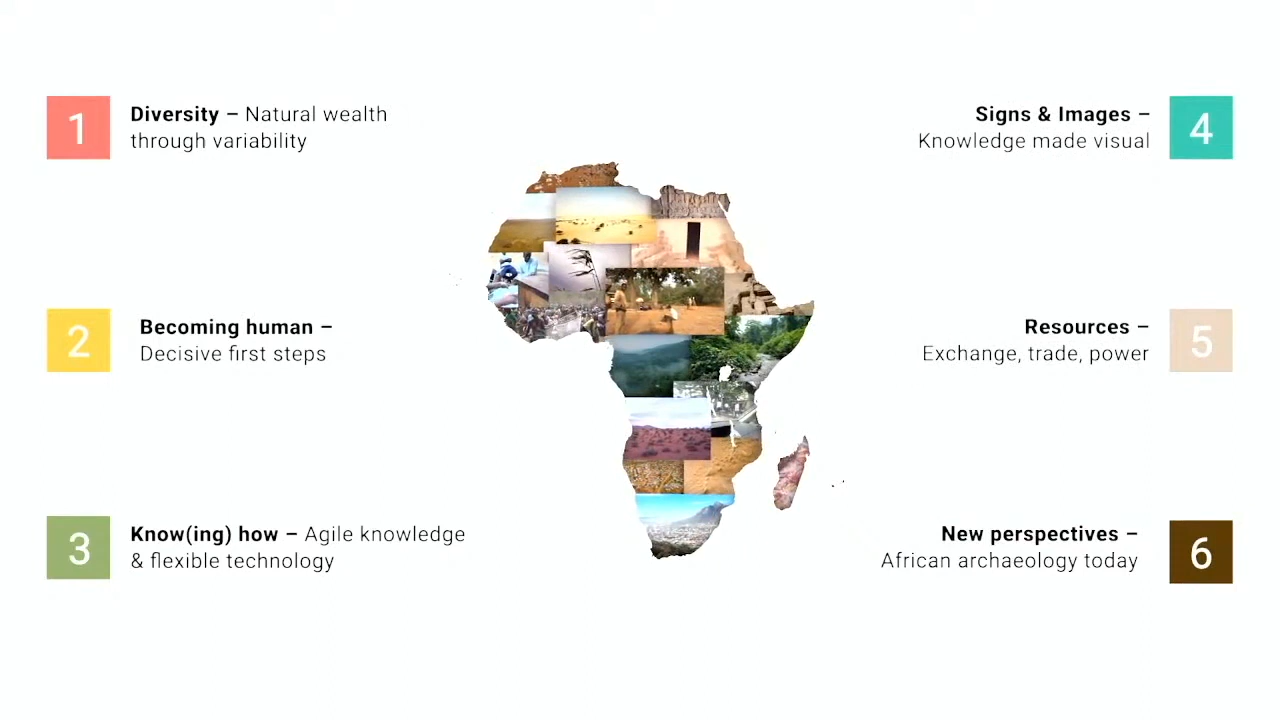 1
Diversity – Natural wealth
through variability
2
Becoming human –
Decisive first steps
3
Know(ing) how – Agile knowledge
& flexible technology
Signs & Images –
Knowledge made visual
4
Resources –
Exchange, trade, power
5
New perspectives –
African archaeology today
6